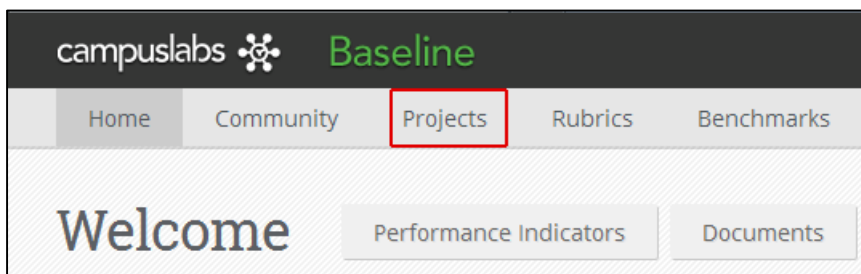 campuslabs Baseline
Home Community Projects Rubrics Benchmarks
Welcome Performance Indicators Documents